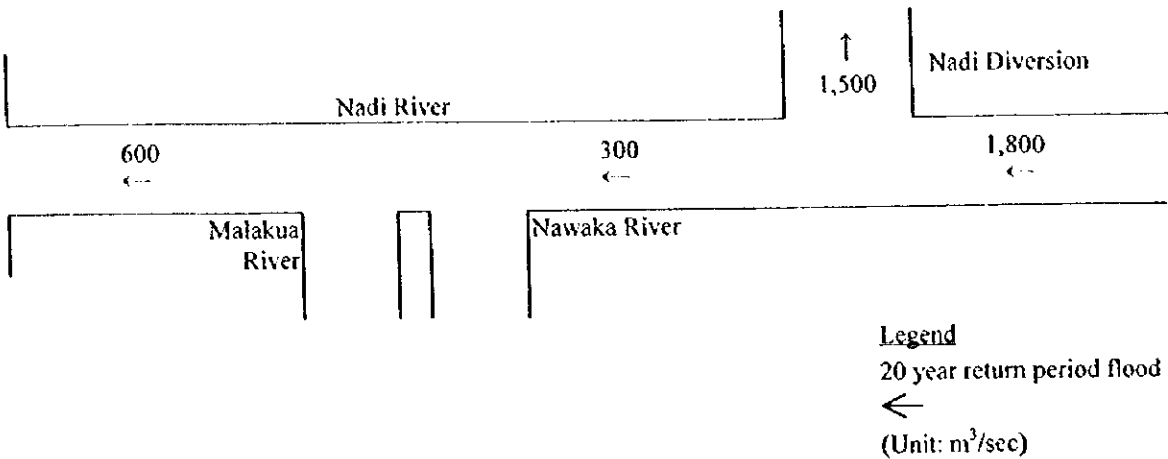 ↑
1,500
Nadi Diversion
Nadi River
600
←
300
←
1,800
←
Malakua
River
Nawaka River
Legend
20 year return period flood
←
(Unit: m³/sec)